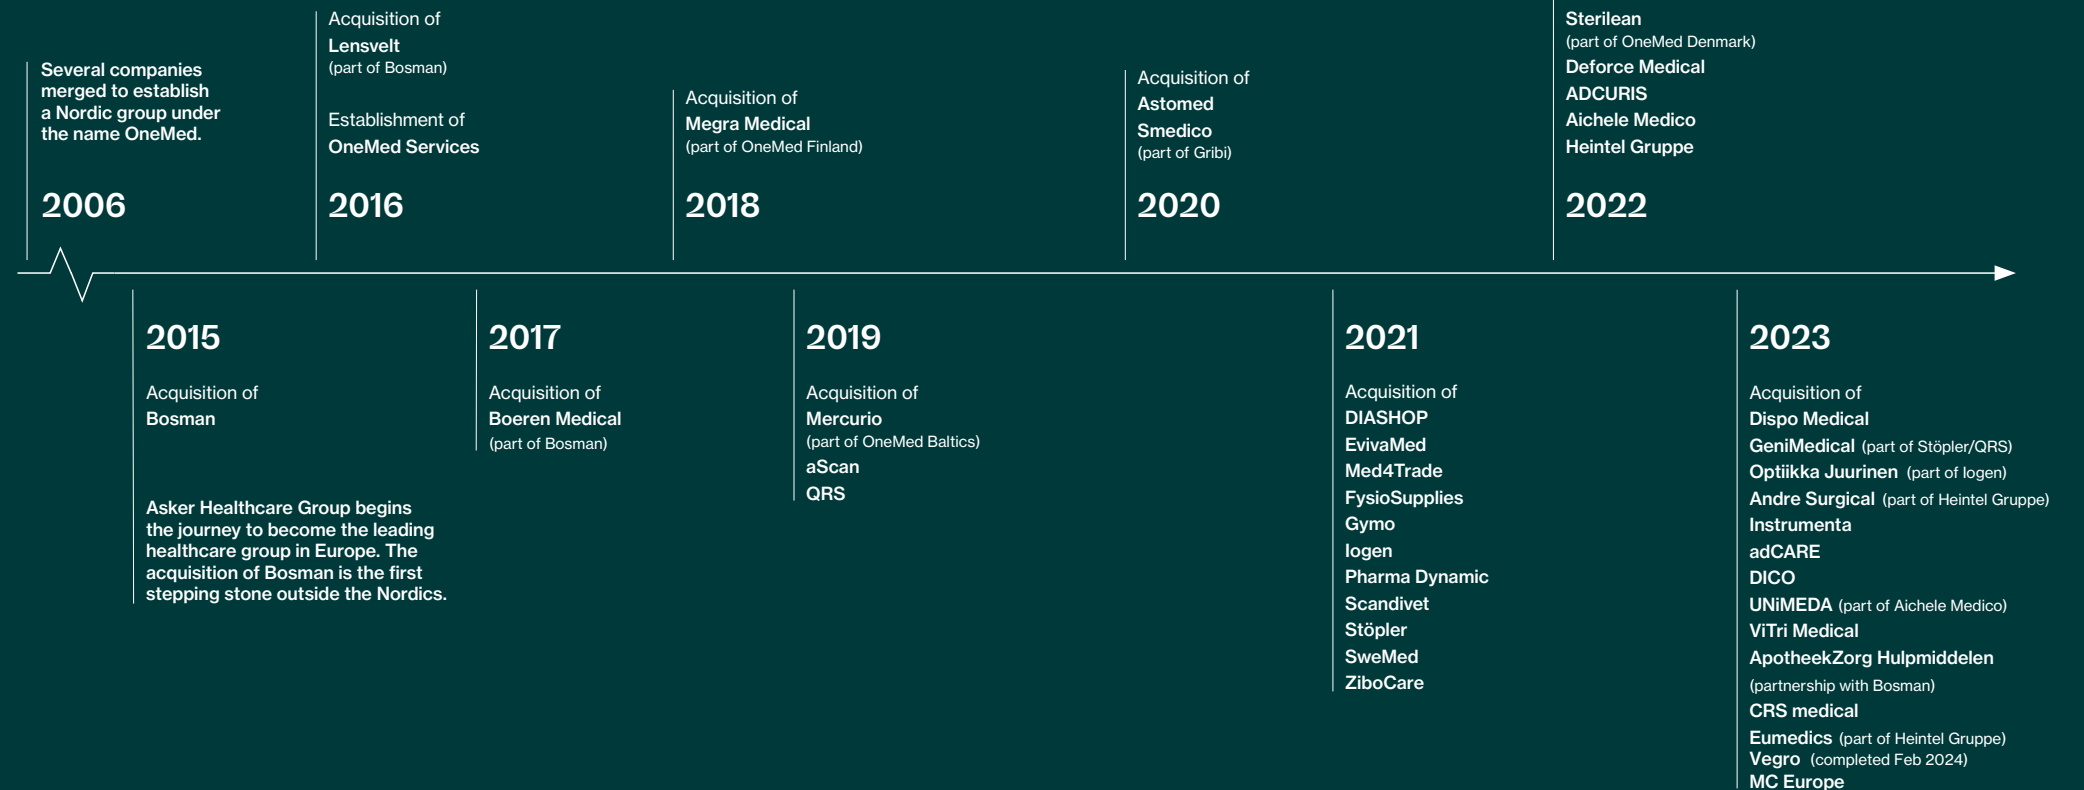 Several companies
merged to establish
a Nordic group under
the name OneMed.
2006
Acquisition of
Lensvelt
(part of Bosman)
Establishment of
OneMed Services
2016
Acquisition of
Megra Medical
(part of OneMed Finland)
2018
Acquisition of
Astomed
Smedico
(part of Gribi)
2020
Sterilean
(part of OneMed Denmark)
Deforce Medical
ADCURIS
Aichele Medico
Heintel Gruppe
2022
2015
Acquisition of
Bosman
Asker Healthcare Group begins
the journey to become the leading
healthcare group in Europe. The
acquisition of Bosman is the first
stepping stone outside the Nordics.
2017
Acquisition of
Boeren Medical
(part of Bosman)
2019
Acquisition of
Mercurio
(part of OneMed Baltics)
aScan
QRS
2021
Acquisition of
DIASHOP
EvivaMed
Med4Trade
FysioSupplies
Gymo
Iogen
Pharma Dynamic
Scandivet
Stöpler
SweMed
ZiboCare
2023
Acquisition of
Dispo Medical
GeniMedical (part of Stöpler/QRS)
Optiikka Juurinen (part of Iogen)
Andre Surgical (part of Heintel Gruppe)
Instrumenta
adCARE
DICO
UNiMEDA (part of Aichele Medico)
ViTri Medical
ApotheekZorg Hulpmiddelen
(partnership with Bosman)
CRS medical
Eumedics (part of Heintel Gruppe)
Vegro (completed Feb 2024)
MC Europe